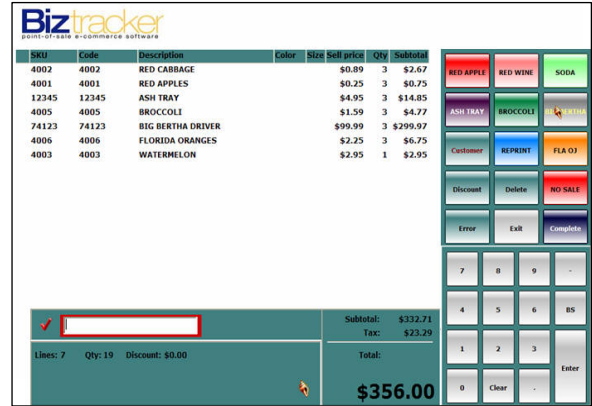 Biztracker
point-of-sale e-commerce software
SKU Code Description Color Size Sell price Qty Subtotal
4002 4002 RED CABBAGE $0.89 3 $2.67
4001 4001 RED APPLES $0.25 3 $0.75
12345 12345 ASH TRAY $4.95 3 $14.85
4005 4005 BROCCOLI $1.59 3 $4.77
74123 74123 BIG BERTHA DRIVER $99.99 3 $299.97
4006 4006 FLORIDA ORANGES $2.25 3 $6.75
4003 4003 WATERMELON $2.95 1 $2.95
RED APPLE RED WINE SODA
ASH TRAY BROCCOLI BERTHA
Customer REPRINT FLA OJ
Discount Delete NO SALE
Error Exit Complete
7 8 9 -
4 5 6 BS
1 2 3 Enter
0 Clear .
Subtotal: $332.71
Tax: $23.29
Lines: 7 Qty: 19 Discount: $0.00
Total:
$356.00